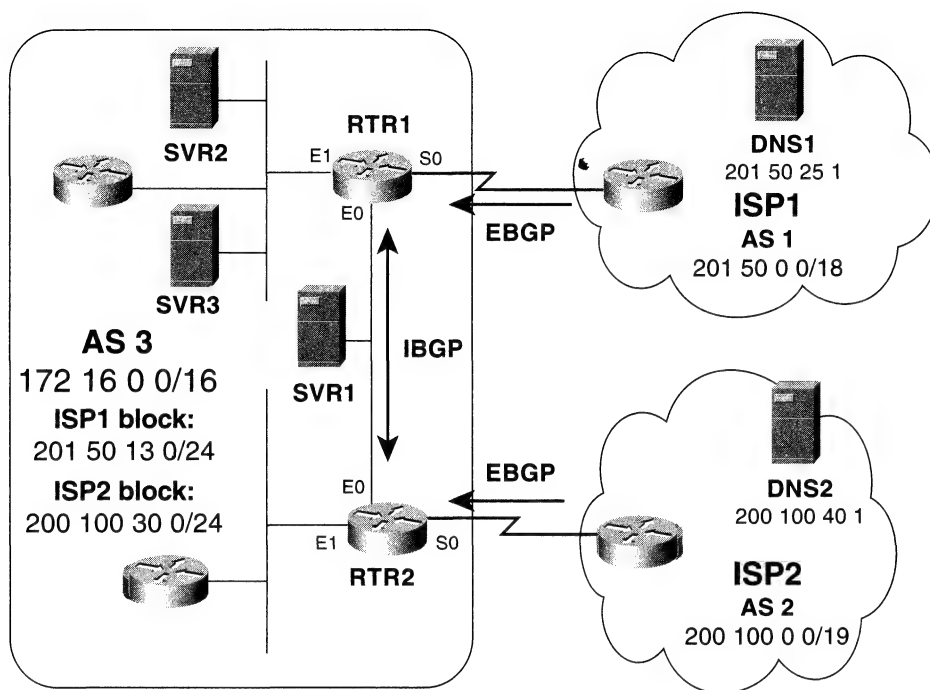 SVR2
RTR1
E1
S0
E0
SVR3
SVR1
IBGP
EBGP
AS 3
172 16 0 0/16
ISP1 block:
201 50 13 0/24
ISP2 block:
200 100 30 0/24
E0
E1
S0
RTR2
EBGP
DNS1
201 50 25 1
ISP1
AS 1
201 50 0 0/18
DNS2
200 100 40 1
ISP2
AS 2
200 100 0 0/19